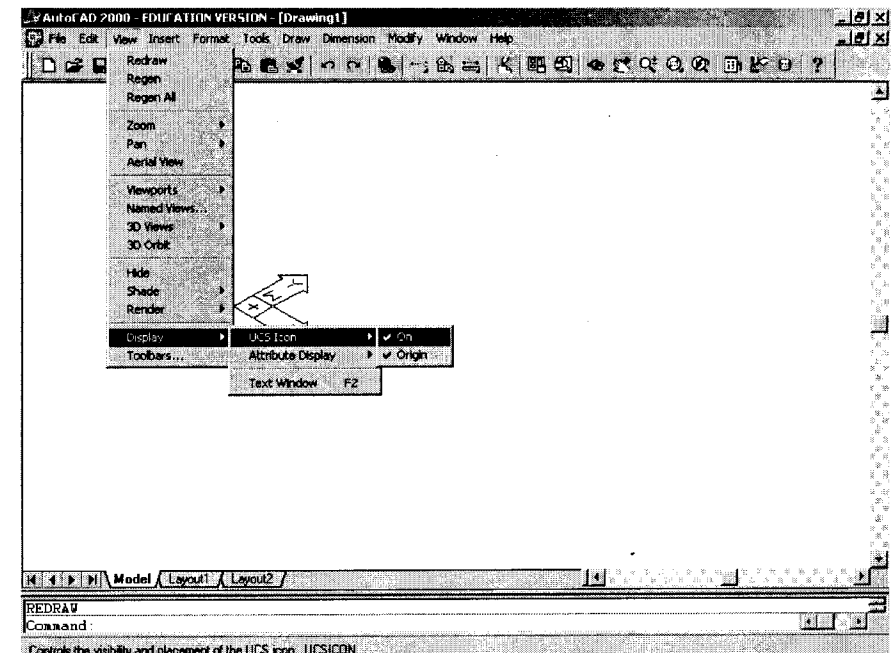 AutoCAD 2000 - EDUCATION VERSION - [Drawing1]
File Edit View Insert Format Tools Draw Dimension Modify Window Help
Redraw
Regen
Regen All
Zoom
Pan
Aerial View
Viewports
Named Views...
3D Views
3D Orbit
Hide
Shade
Render
Display
Toolbars...
Y
W
X
UCS Icon
Attribute Display
Text Window F2
On
Origin
Model Layout1 Layout2
REDRAW
Command:
Controls the visibility and placement of the UCS icon UCSICON